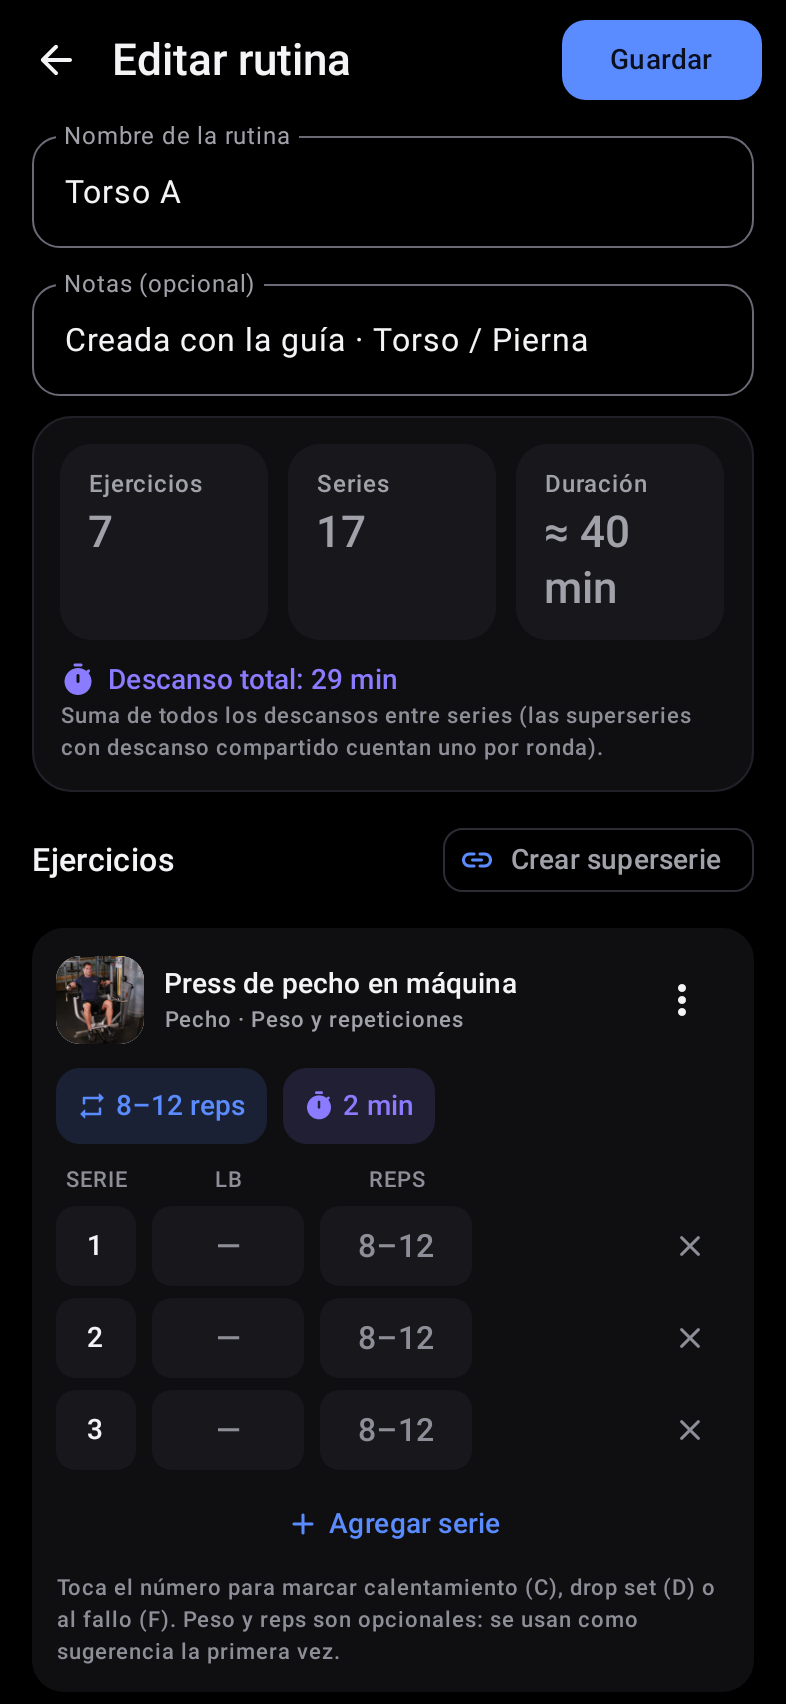 Editar rutina
Guardar
Nombre de la rutina
Torso A
Notas (opcional)
Creada con la guía · Torso / Pierna
Ejercicios
7
Series
17
Duración
≈ 40
min
Descanso total: 29 min
Suma de todos los descansos entre series (las superseries
con descanso compartido cuentan uno por ronda).
Ejercicios
Crear superserie
Press de pecho en máquina
Pecho · Peso y repeticiones
8–12 reps
2 min
SERIE LB REPS
1 — 8–12
2 — 8–12
3 — 8–12
+ Agregar serie
Toca el número para marcar calentamiento (C), drop set (D) o
al fallo (F). Peso y reps son opcionales: se usan como
sugerencia la primera vez.